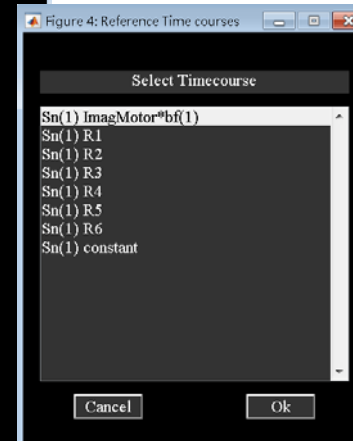 Figure 4: Reference Time courses
Select Timecourse
Sn(1) ImagMotor*bf(1)
Sn(1) R1
Sn(1) R2
Sn(1) R3
Sn(1) R4
Sn(1) R5
Sn(1) R6
Sn(1) constant
Cancel
Ok